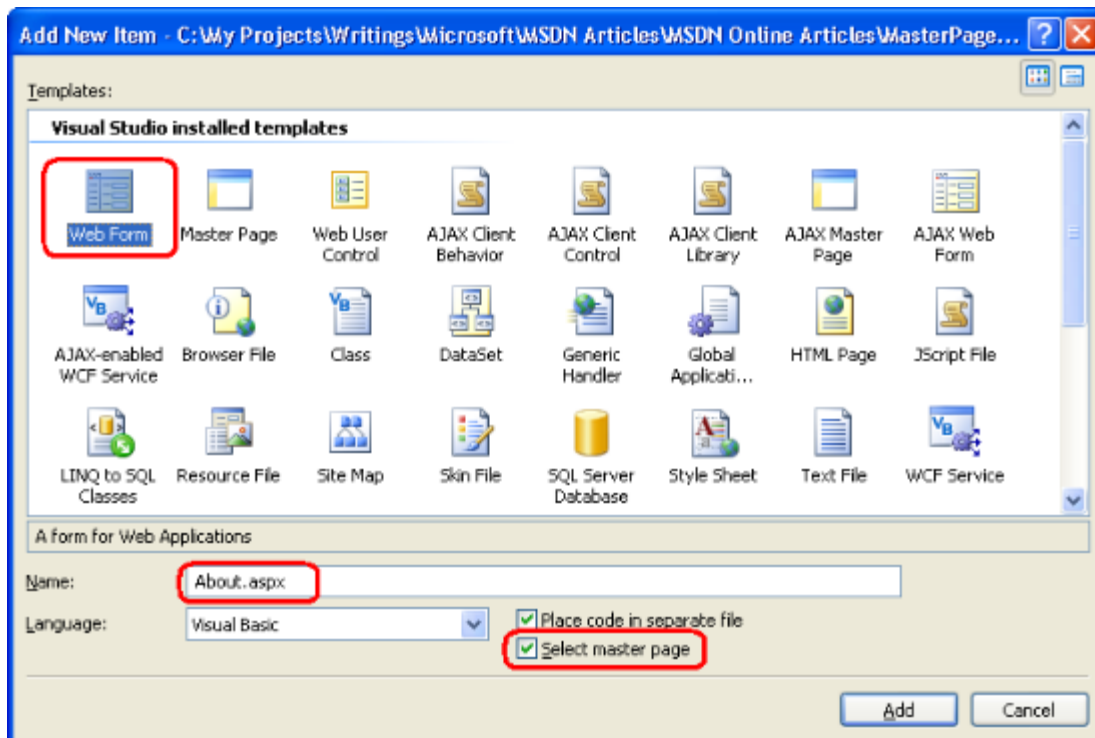 Add New Item - C:\My Projects\Writings\Microsoft\MSDN Articles\MSDN Online Articles\MasterPage...
Templates:
Visual Studio installed templates
Web Form
Master Page
Web User
Control
AJAX Client
Behavior
AJAX Client
Control
AJAX Client
Library
AJAX Master
Page
AJAX Web
Form
AJAX-enabled
WCF Service
Browser File
Class
DataSet
Generic
Handler
Global
Applicati...
HTML Page
JScript File
LINQ to SQL
Classes
Resource File
Site Map
Skin File
SQL Server
Database
Style Sheet
Text File
WCF Service
A form for Web Applications
Name:
About.aspx
Language:
Visual Basic
Place code in separate file
Select master page
Add
Cancel